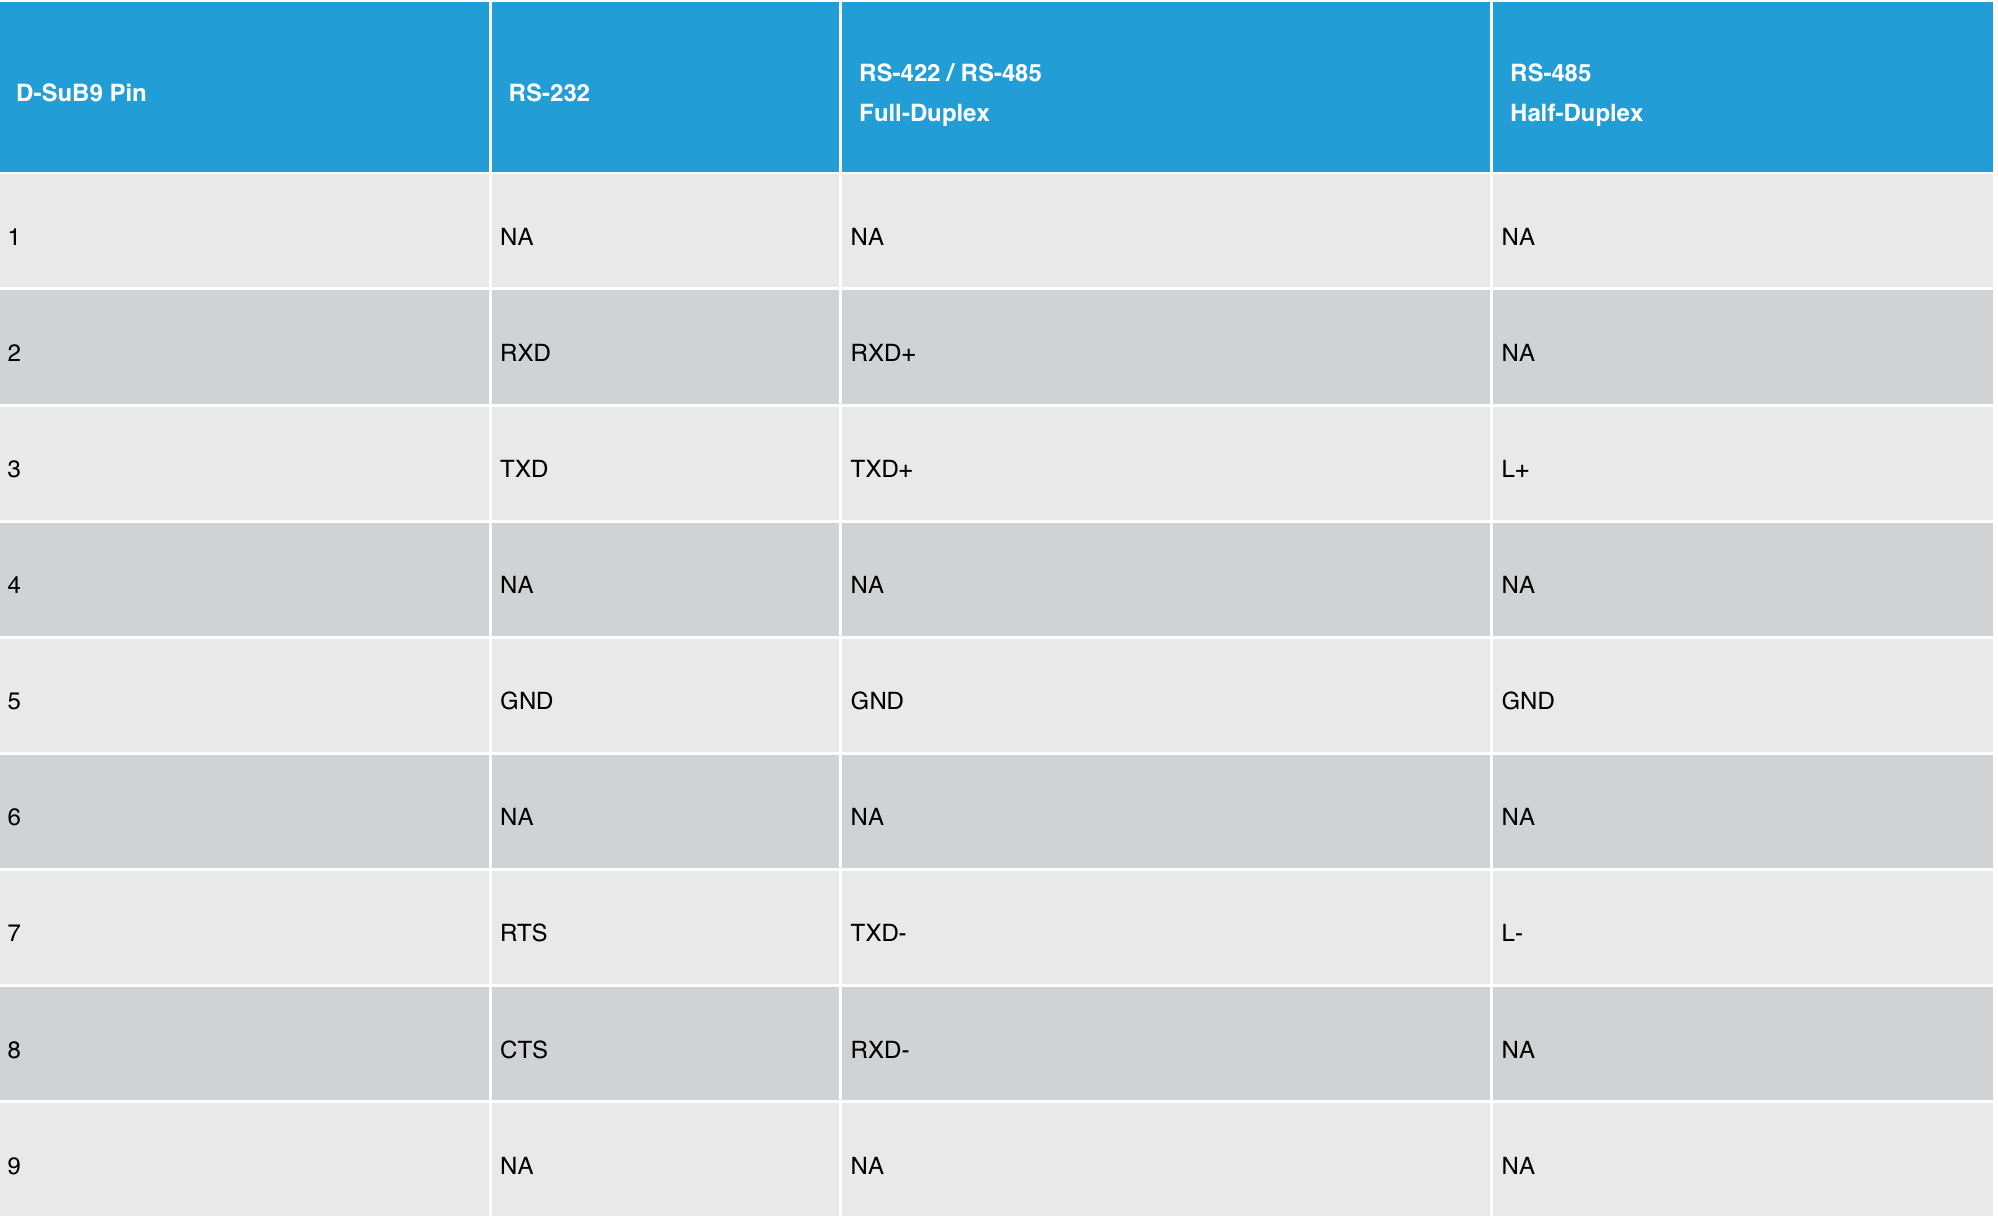 D-SuB9 Pin RS-232 RS-422 / RS-485 RS-485
Full-Duplex Half-Duplex
1 NA NA NA
2 RXD RXD+ NA
3 TXD TXD+ L+
4 NA NA NA
5 GND GND GND
6 NA NA NA
7 RTS TXD- L-
8 CTS RXD- NA
9 NA NA NA